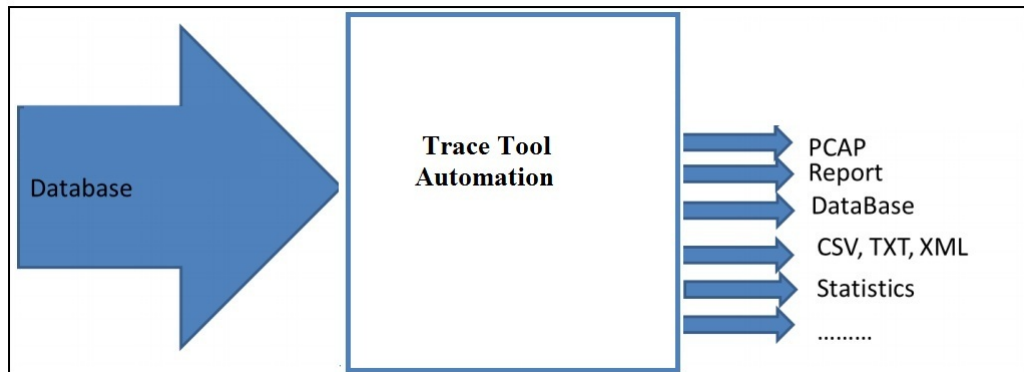 Database
Trace Tool
Automation
PCAP
Report
DataBase
CSV, TXT, XML
Statistics
.........